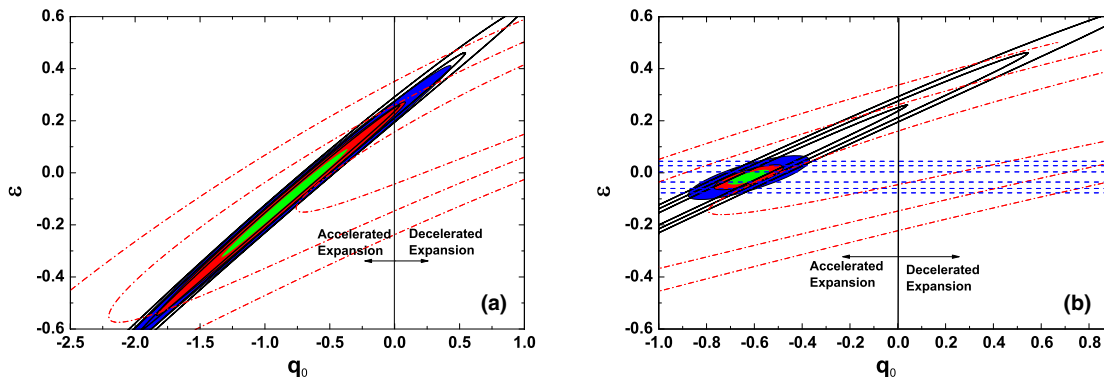 0.6
0.4
0.2
0.0
-0.2
-0.4
-0.6
ε
-2.5 -2.0 -1.5 -1.0 -0.5 0.0 0.5 1.0
q0
Accelerated
Expansion
Decelerated
Expansion
(a)
0.6
0.4
0.2
0.0
-0.2
-0.4
-0.6
ε
-1.0 -0.8 -0.6 -0.4 -0.2 0.0 0.2 0.4 0.6 0.8
q0
Accelerated
Expansion
Decelerated
Expansion
(b)